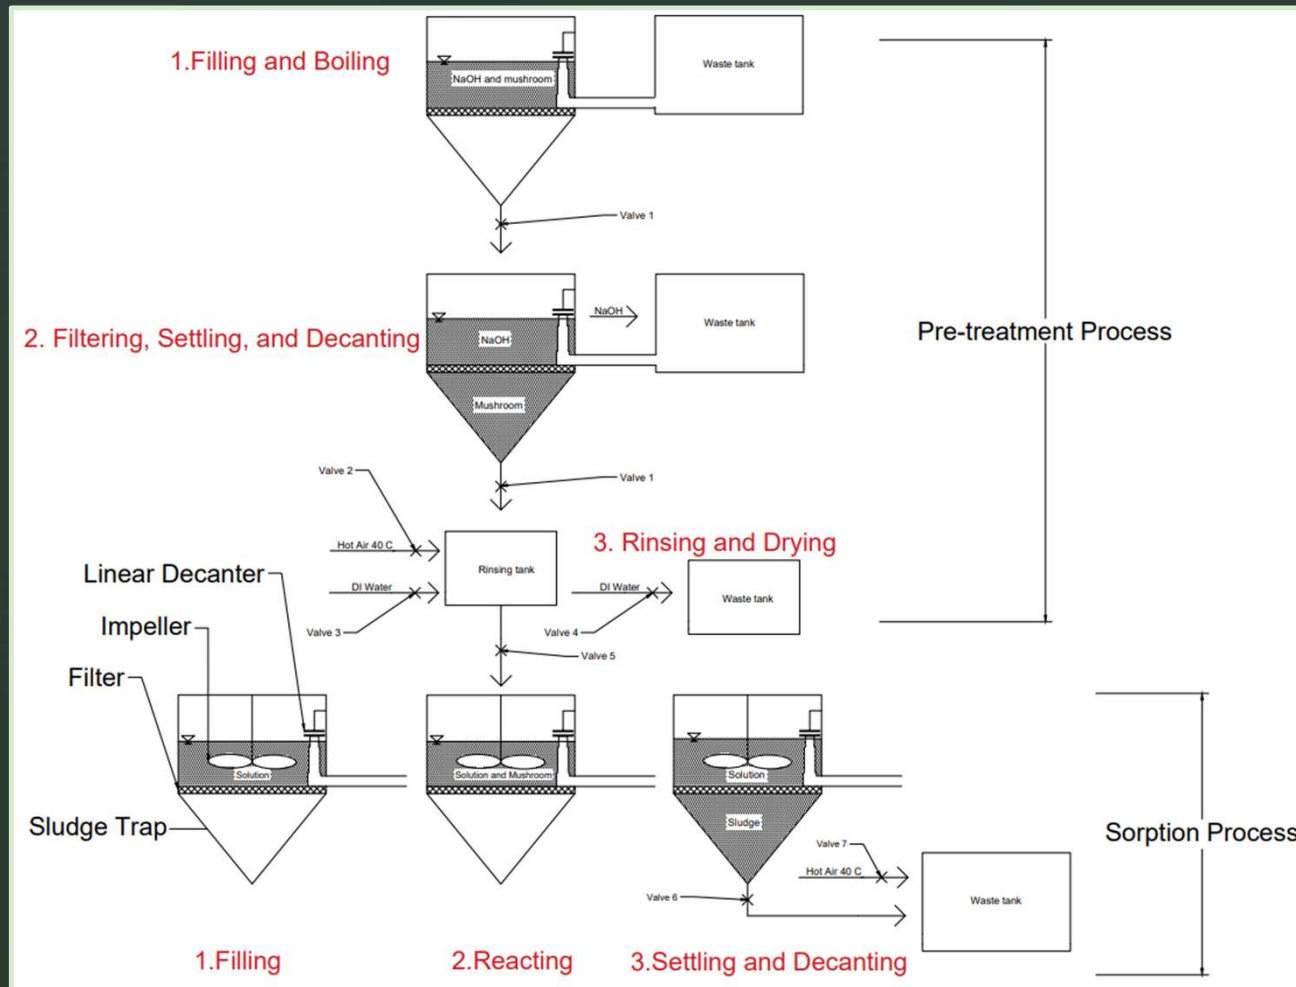 1.Filling and Boiling
NaOH and mushroom
Waste tank
Valve 1
2. Filtering, Settling, and Decanting
NaOH
NaOH
Waste tank
Mushroom
Pre-treatment Process
Valve 2
Valve 1
Hot Air 40 C
Rinsing tank
3. Rinsing and Drying
DI Water
DI Water
Waste tank
Valve 3
Valve 4
Valve 5
Linear Decanter
Impeller
Filter
Sludge Trap
Solution
Solution and Mushroom
Solution
Sludge
Sorption Process
Valve 7
Hot Air 40 C
Valve 6
Waste tank
1.Filling
2.Reacting
3.Settling and Decanting